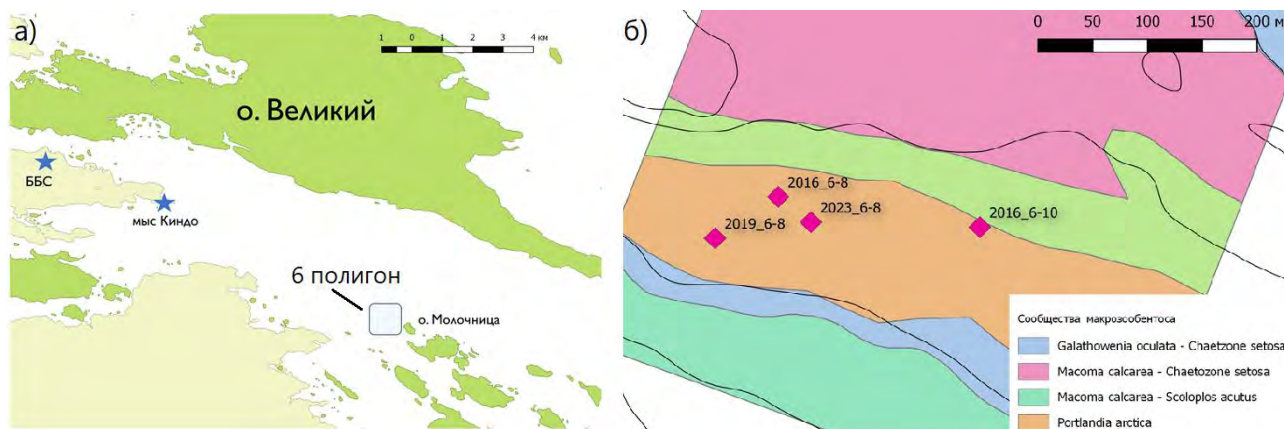 а)
1 0 1 2 3 4 км
о. Великий
ББС
мыс Киндо
6 полигон
о. Молочница
б)
0 50 100 150 200 м
2016_6-8
2023_6-8
2019_6-8
2016_6-10
Сообщества макрозообентоса
Galathowenia oculata - Chaetzone setosa
Macoma calcarea - Chaetozone setosa
Macoma calcarea - Scoloplos acutus
Portlandia arctica